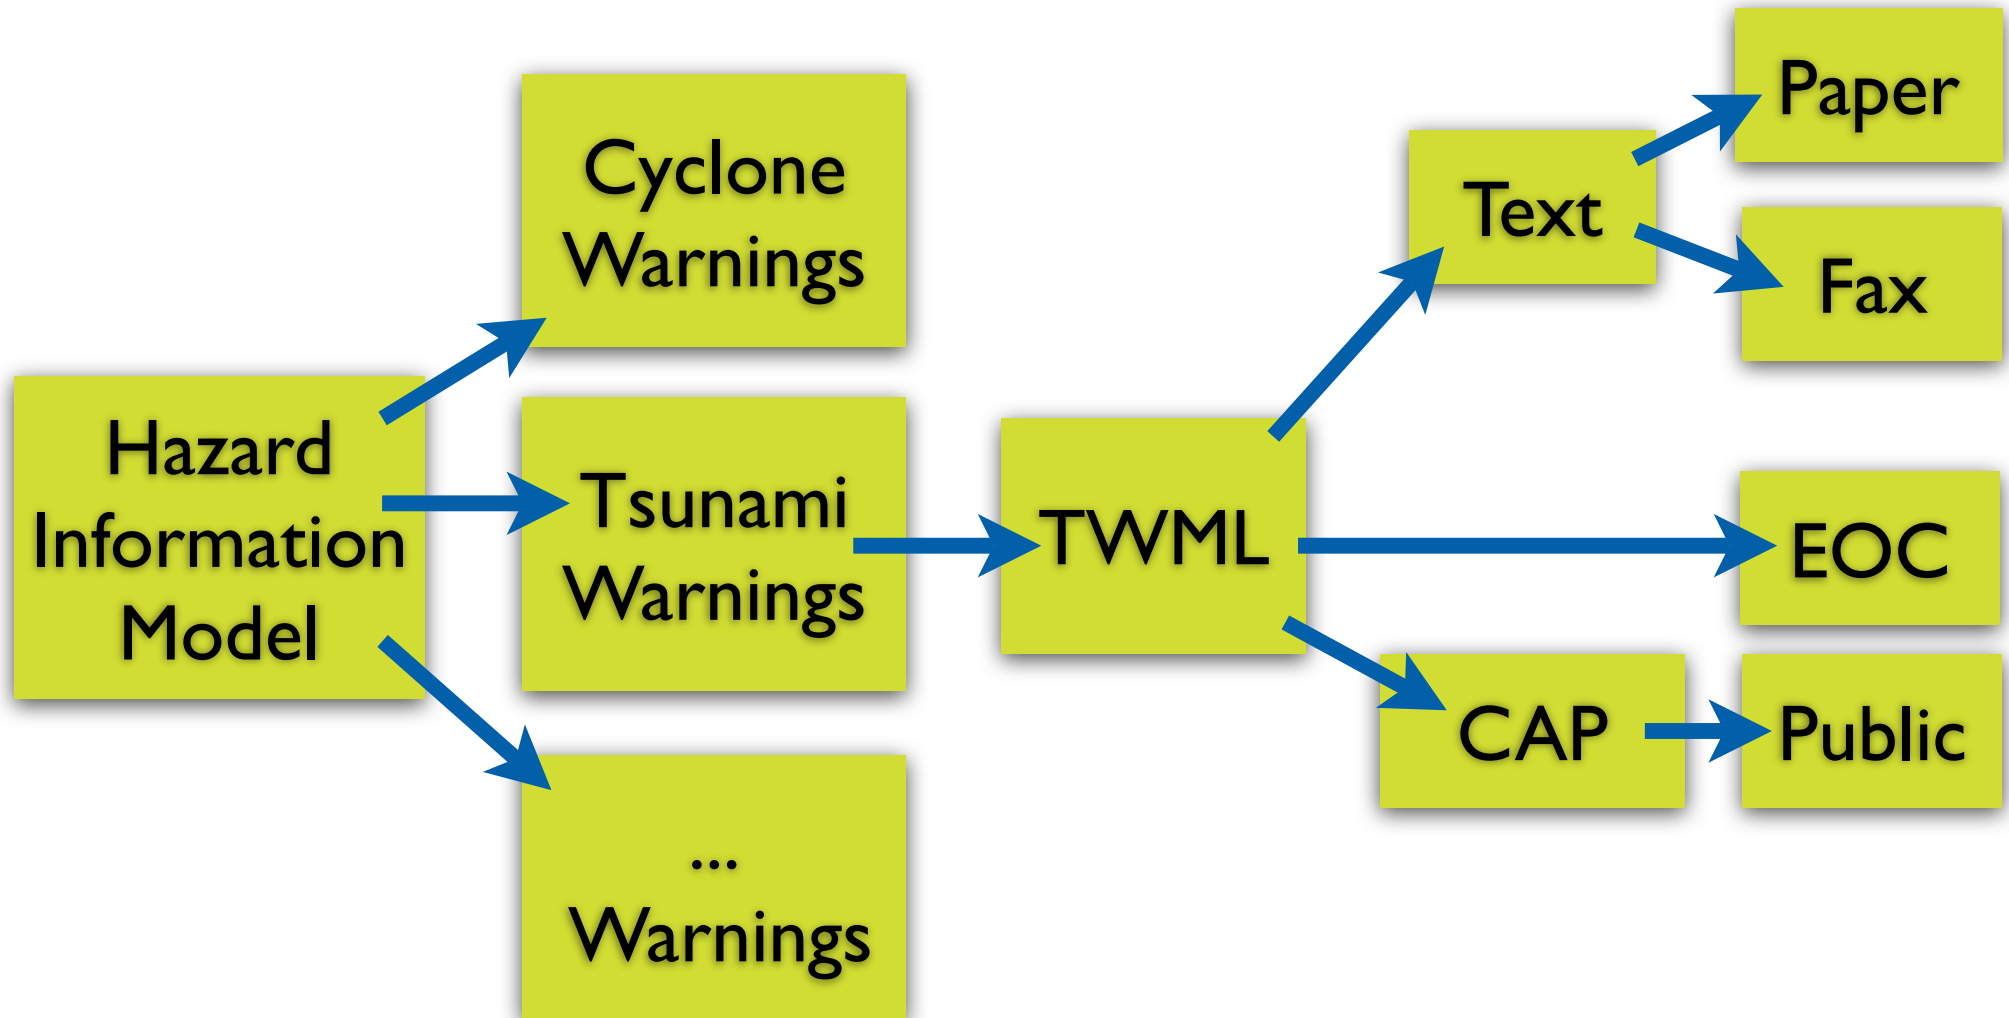 Hazard
Information
Model
Cyclone
Warnings
Tsunami
Warnings
...
Warnings
TWML
Text
Paper
Fax
EOC
CAP
Public